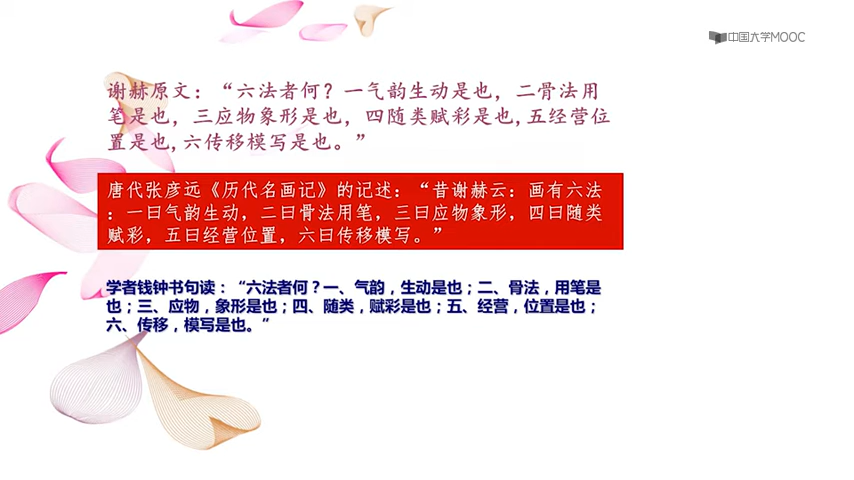 中国大学MOOC
谢赫原文：“六法者何？一气韵生动是也，二骨法用
笔是也，三应物象形是也，四随类赋彩是也,五经营位
置是也,六传移模写是也。”
唐代张彦远《历代名画记》的记述：“昔谢赫云：画有六法
：一曰气韵生动，二曰骨法用笔，三曰应物象形，四曰随类
赋彩，五曰经营位置，六曰传移模写。”
学者钱钟书句读：“六法者何？一、气韵，生动是也；二、骨法，用笔是
也；三、应物，象形是也；四、随类，赋彩是也；五、经营，位置是也；
六、传移，模写是也。“